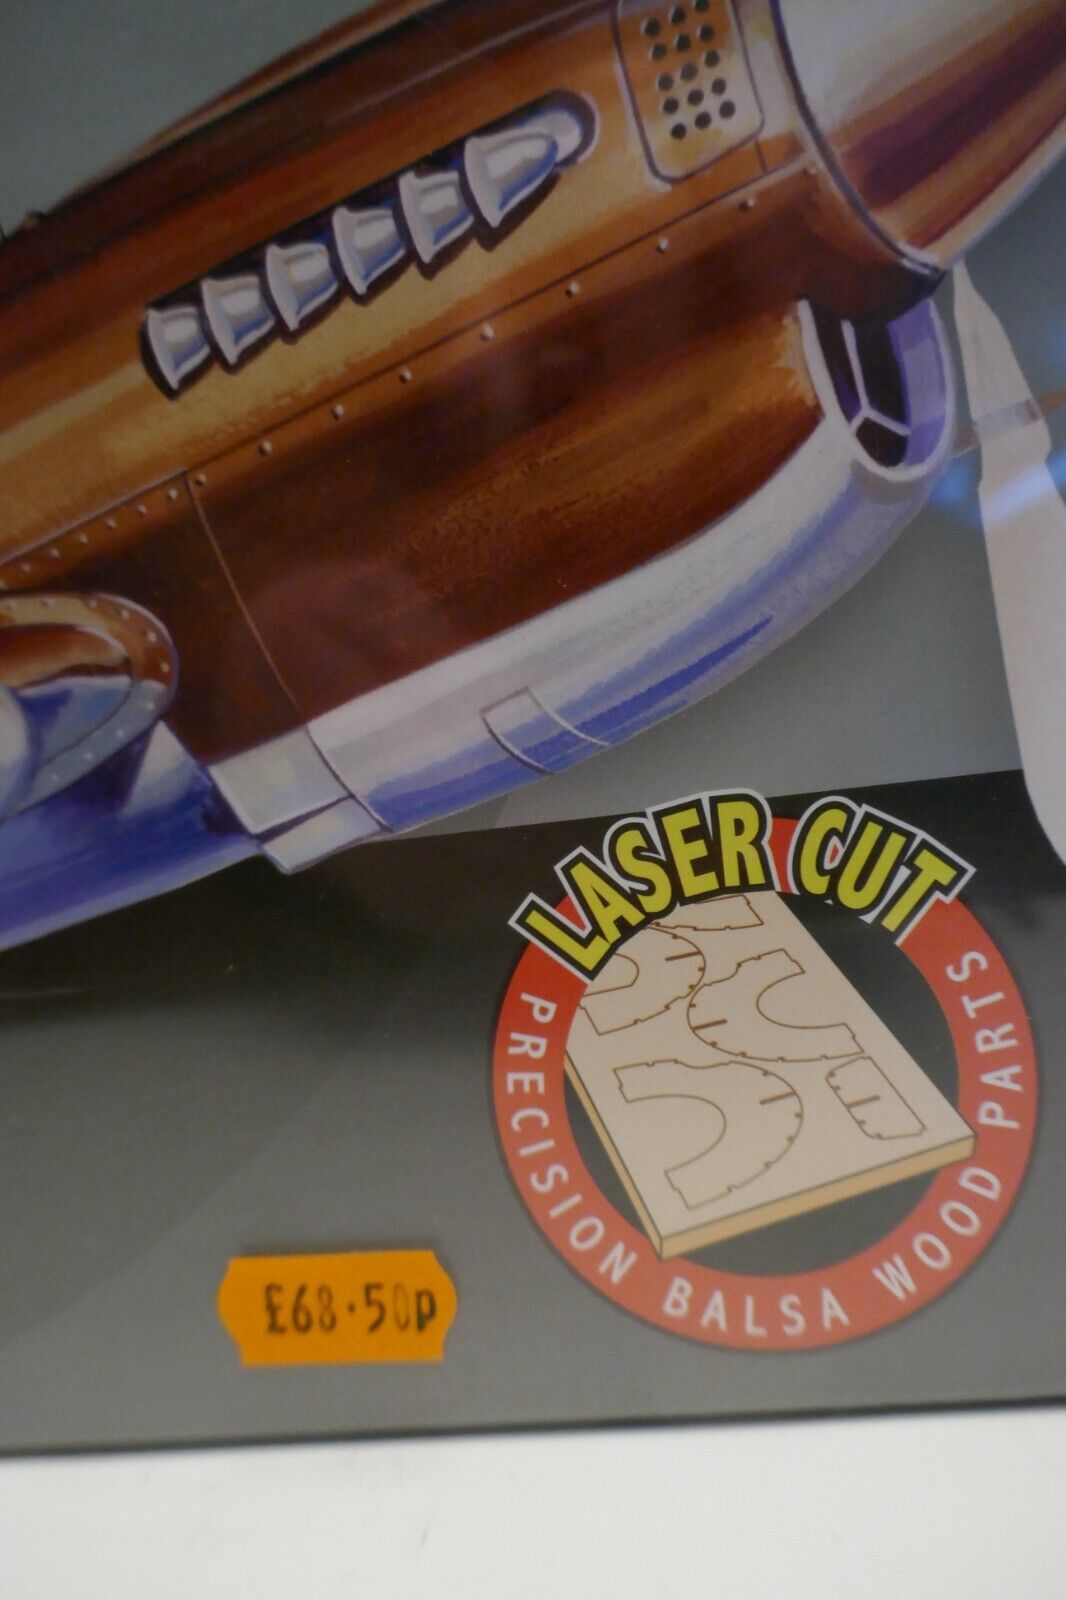 LASER CUT
PRECISION BALSA WOOD PARTS
£68.50p